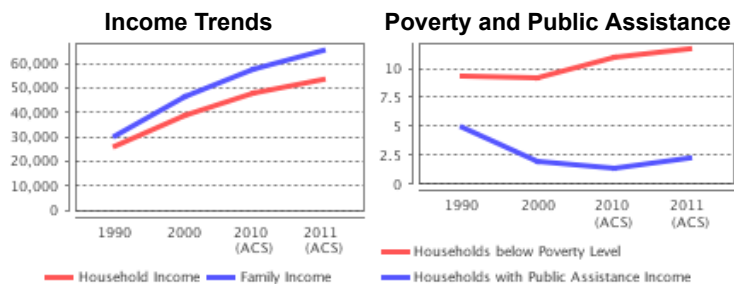 Income Trends
60,000
50,000
40,000
30,000
20,000
10,000
0
1990 2000 2010 2011
(ACS) (ACS)
Household Income Family Income
Poverty and Public Assistance
10
7.5
5
2.5
0
1990 2000 2010 2011
(ACS) (ACS)
Households below Poverty Level
Households with Public Assistance Income